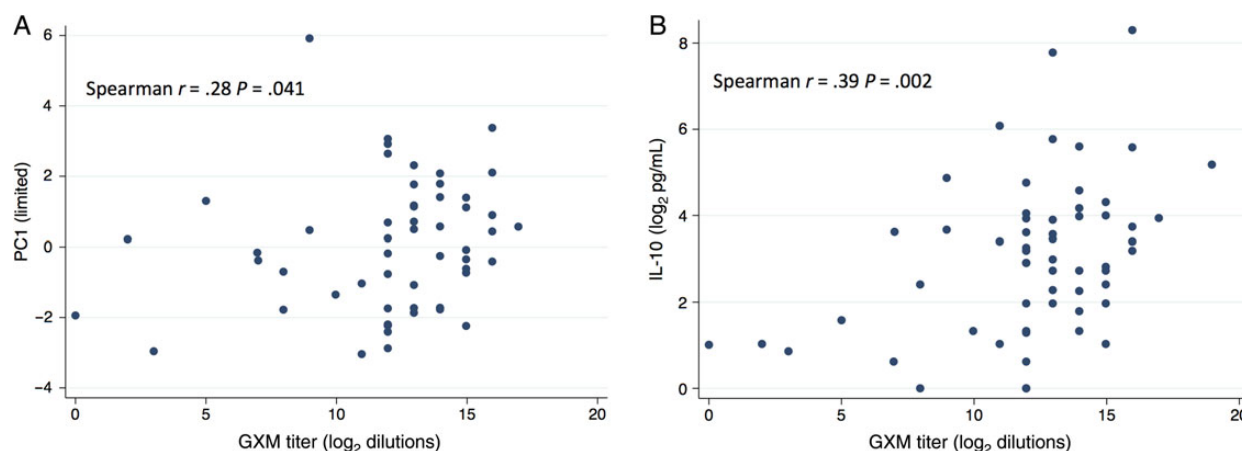 A
Spearman r = .28 P = .041
PC1 (limited)
6
4
2
0
−2
−4
0 5 10 15 20
GXM titer (log₂ dilutions)
B
Spearman r = .39 P = .002
IL-10 (log₂ pg/mL)
8
6
4
2
0
0 5 10 15 20
GXM titer (log₂ dilutions)